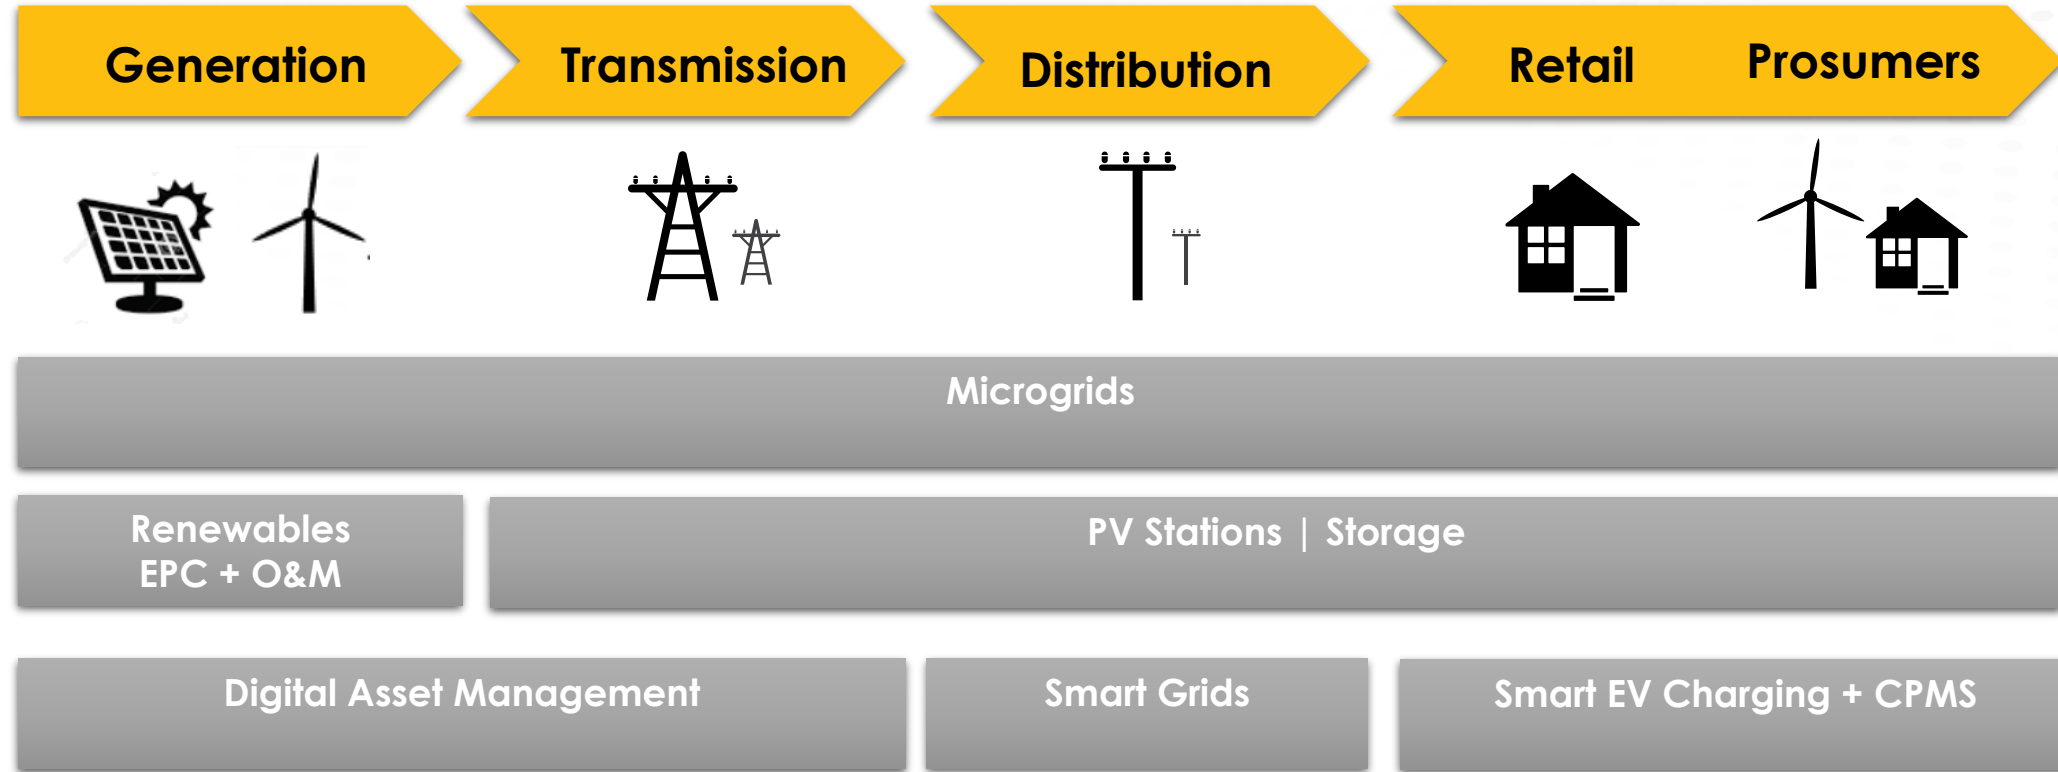 Generation
Transmission
Distribution
Retail
Prosumers
Microgrids
Renewables
EPC + O&M
PV Stations | Storage
Digital Asset Management
Smart Grids
Smart EV Charging + CPMS